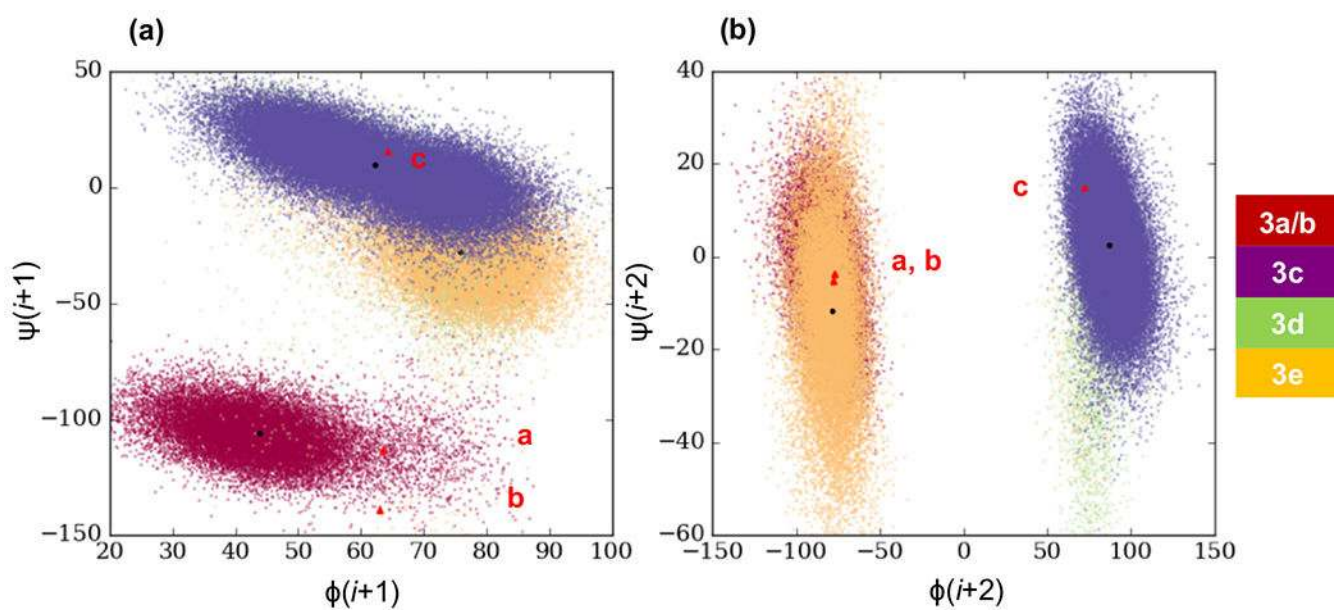 (a)
50
0
−50
−100
−150
ψ(i+1)
20 30 40 50 60 70 80 90 100
ϕ(i+1)
c
a
b
(b)
40
20
0
−20
−40
−60
ψ(i+2)
−150 −100 −50 0 50 100 150
ϕ(i+2)
c
a, b
3a/b
3c
3d
3e